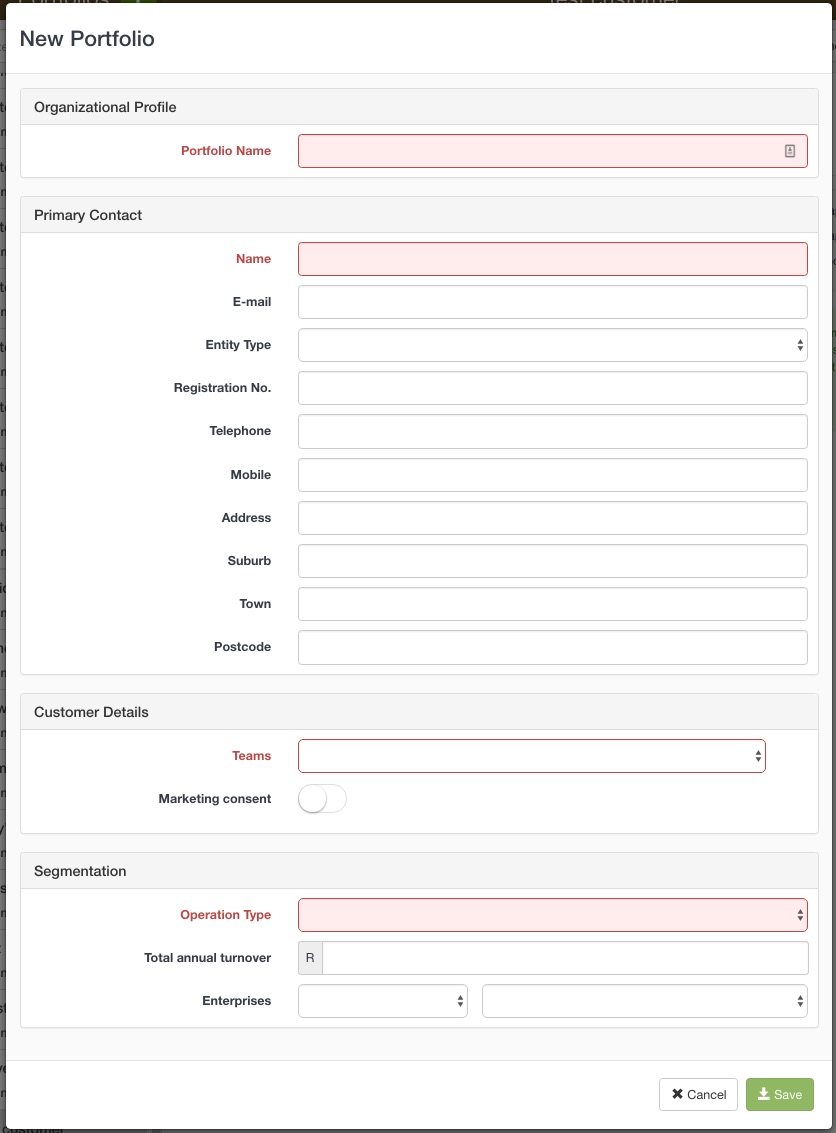 New Portfolio
Organizational Profile
Portfolio Name
Primary Contact
Name
E-mail
Entity Type
Registration No.
Telephone
Mobile
Address
Suburb
Town
Postcode
Customer Details
Teams
Marketing consent
Segmentation
Operation Type
Total annual turnover R
Enterprises
Cancel Save